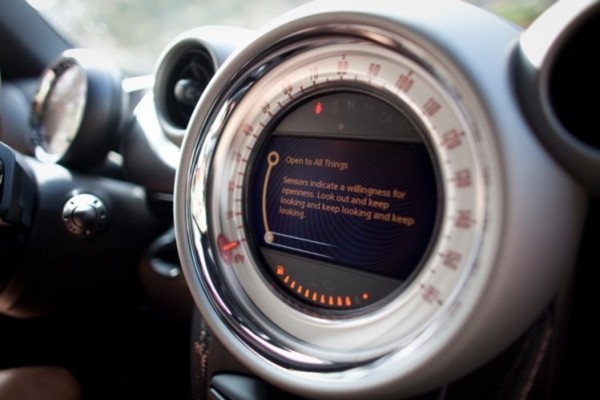 Open to All Things
Sensors indicate a willingness for
openness. Look out and keep
looking and keep looking and keep
looking.